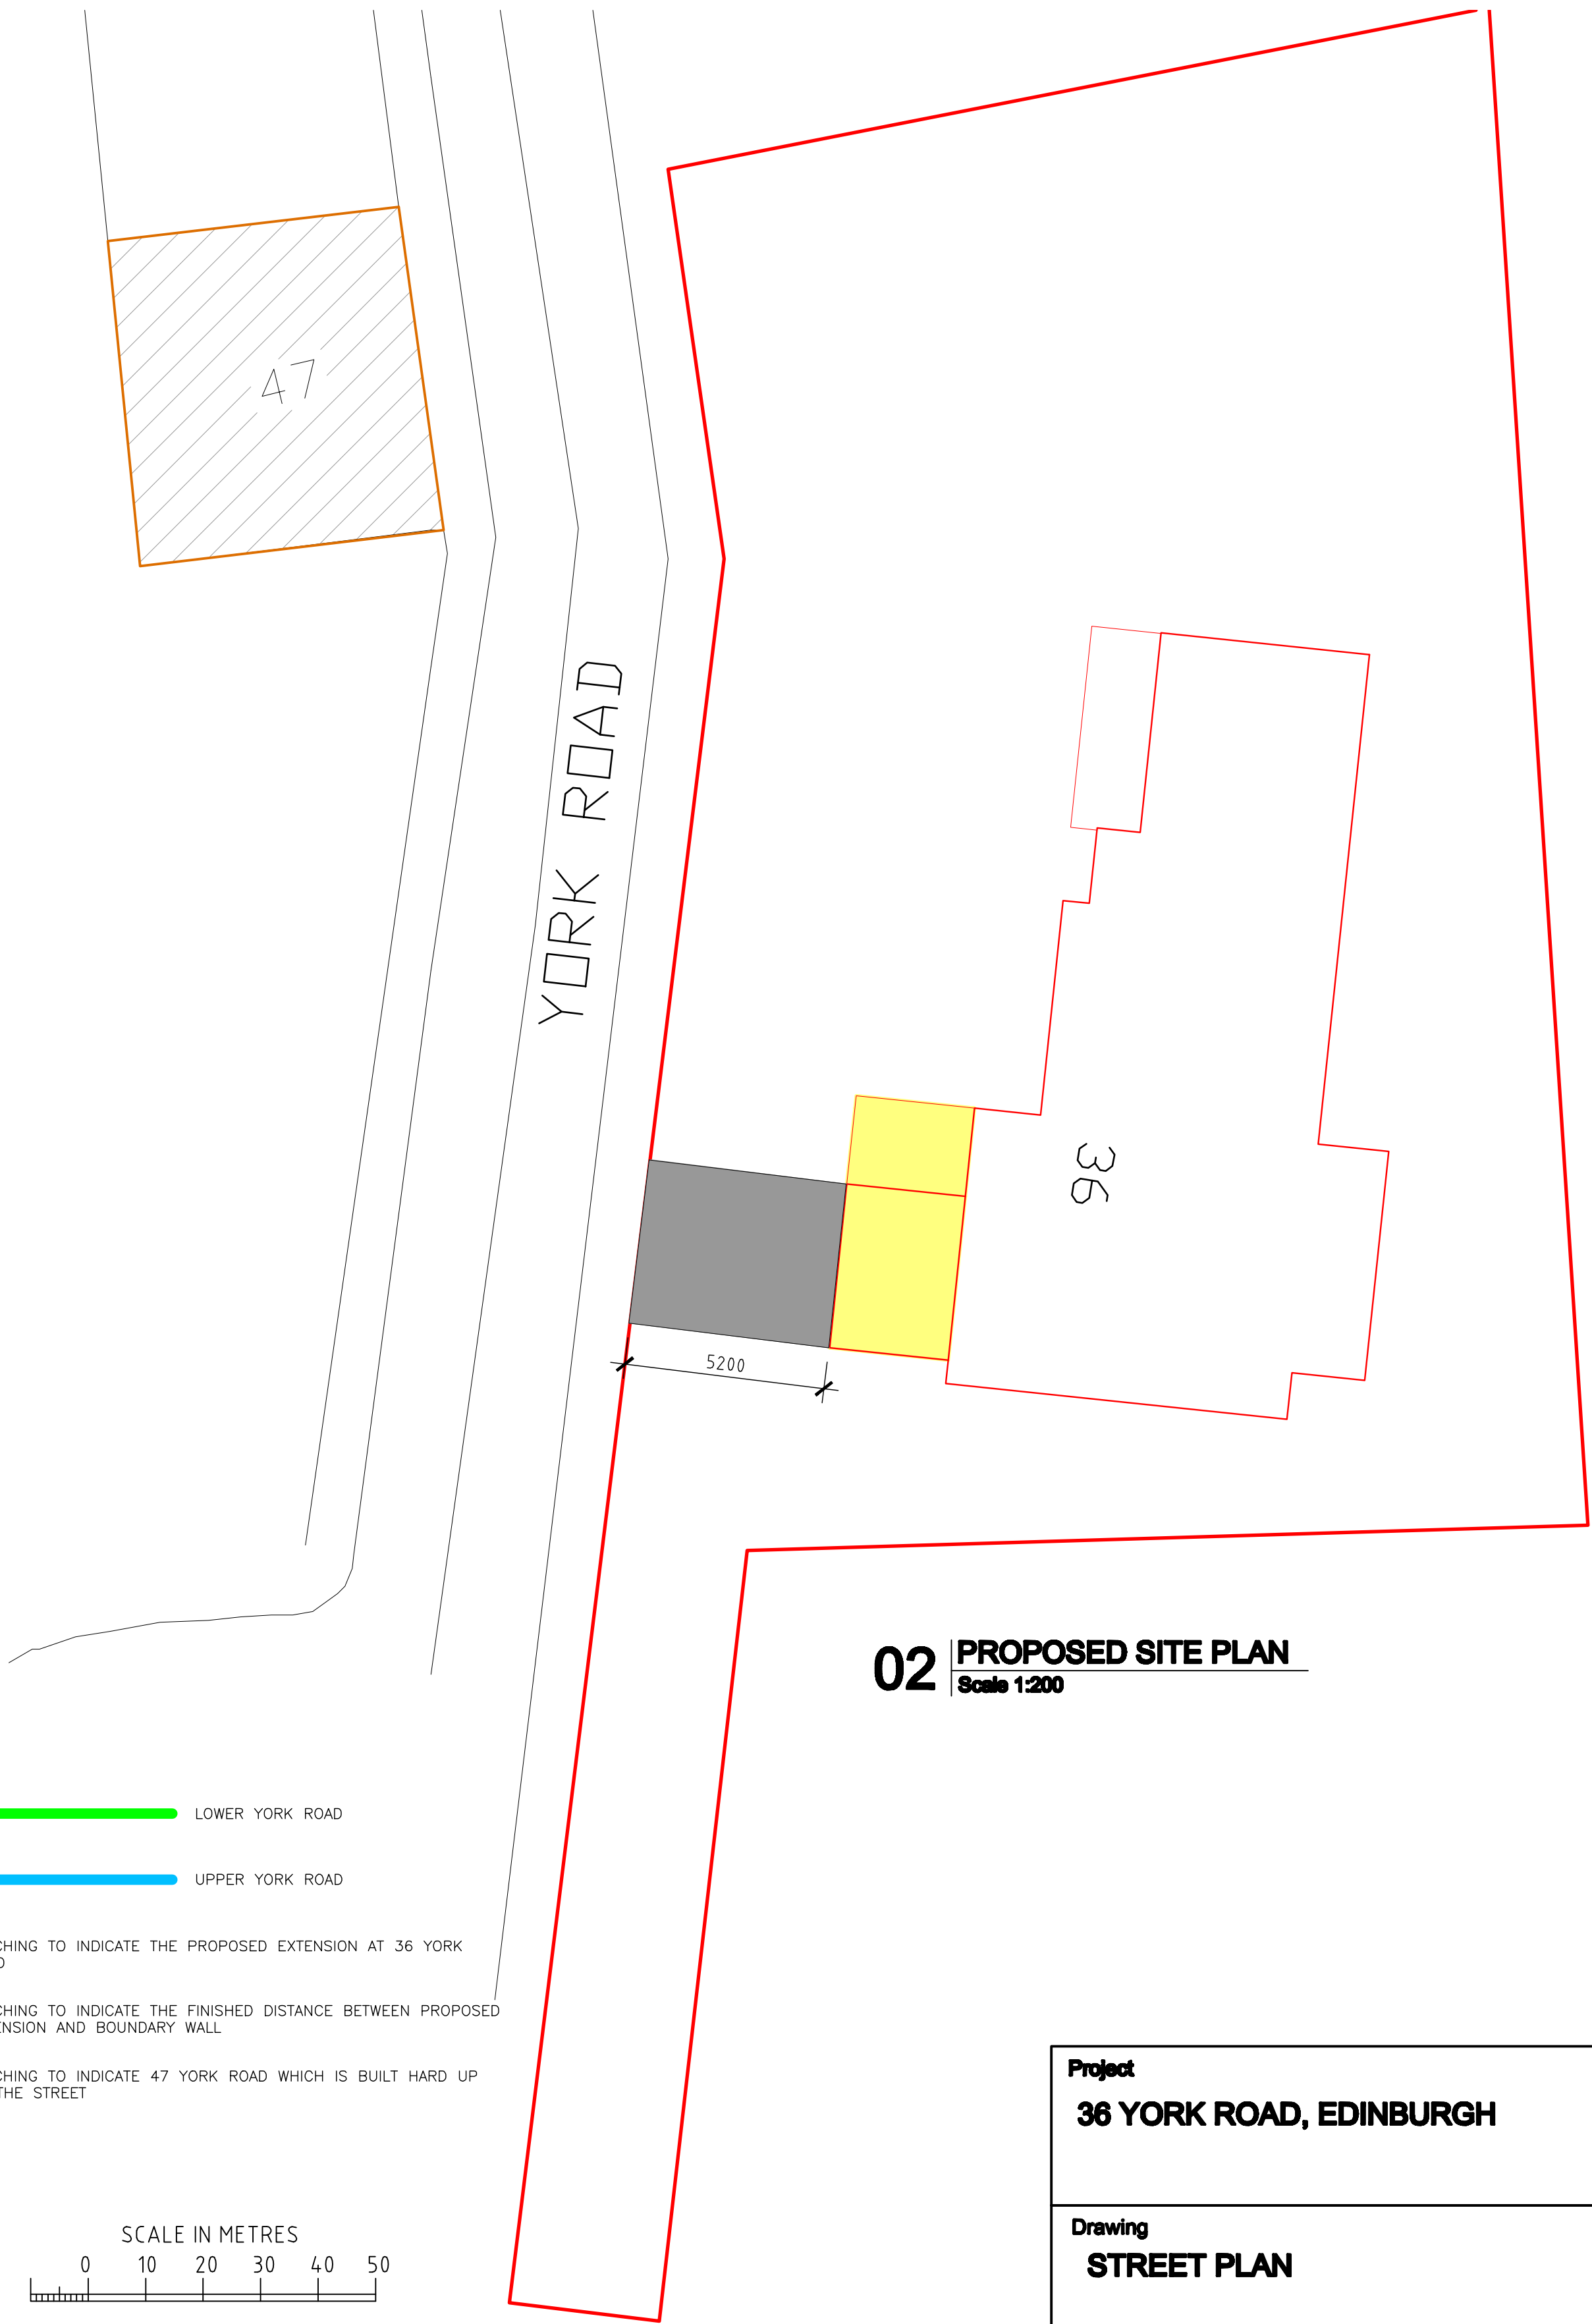 47
YORK ROAD
36
5200
02
PROPOSED SITE PLAN
Scale 1:200
LOWER YORK ROAD
UPPER YORK ROAD
TO INDICATE THE PROPOSED EXTENSION AT 36 YORK
TO INDICATE THE FINISHED DISTANCE BETWEEN PROPOSED
AND BOUNDARY WALL
TO INDICATE 47 YORK ROAD WHICH IS BUILT HARD UP
THE STREET
SCALE IN METRES
0 10 20 30 40 50
Project
36 YORK ROAD, EDINBURGH
Drawing
STREET PLAN